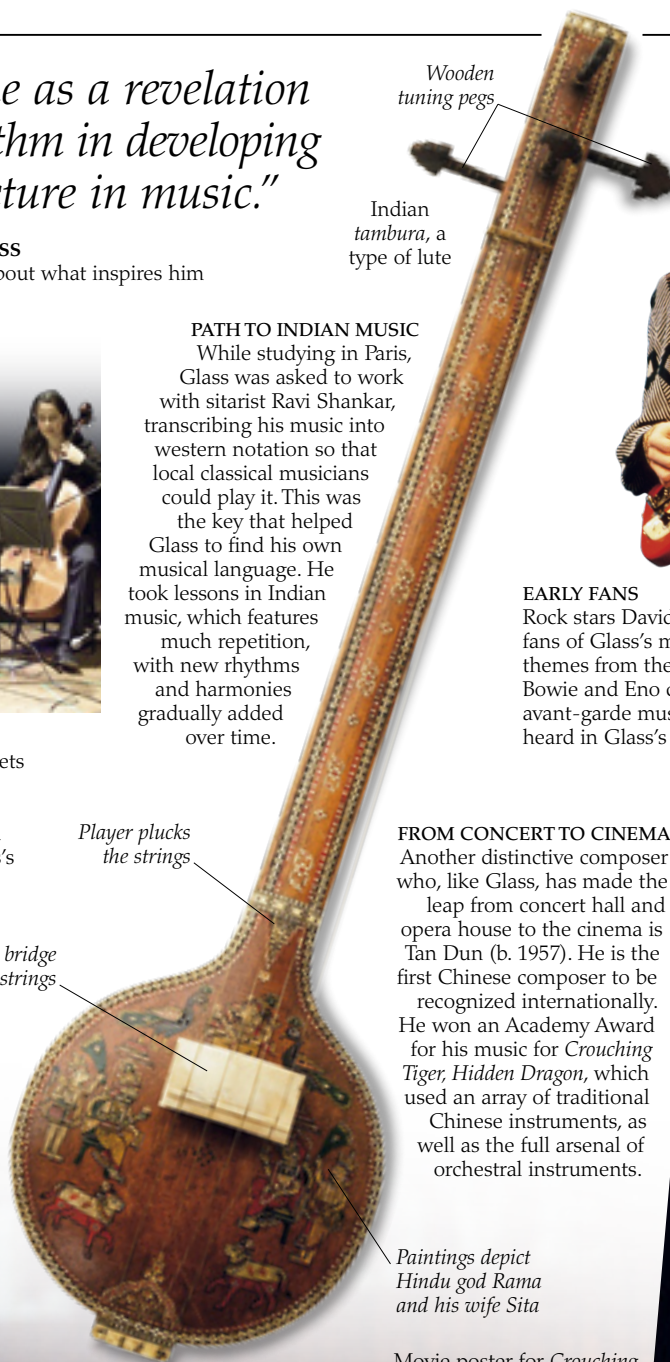 e as a revelation
thm in developing
ture in music.”
ss
bout what inspires him
Wooden
tuning pegs
Indian
tambura, a
type of lute
PATH TO INDIAN MUSIC
While studying in Paris,
Glass was asked to work
with sitarist Ravi Shankar,
transcribing his music into
western notation so that
local classical musicians
could play it. This was
the key that helped
Glass to find his own
musical language. He
took lessons in Indian
music, which features
much repetition,
with new rhythms
and harmonies
gradually added
over time.
EARLY FANS
Rock stars David
fans of Glass’s m
themes from the
Bowie and Eno c
avant-garde mus
heard in Glass’s
ets
’s
Player plucks
the strings
bridge
strings
FROM CONCERT TO CINEMA
Another distinctive composer
who, like Glass, has made the
leap from concert hall and
opera house to the cinema is
Tan Dun (b. 1957). He is the
first Chinese composer to be
recognized internationally.
He won an Academy Award
for his music for Crouching
Tiger, Hidden Dragon, which
used an array of traditional
Chinese instruments, as
well as the full arsenal of
orchestral instruments.
Paintings depict
Hindu god Rama
and his wife Sita
Movie poster for Crouching